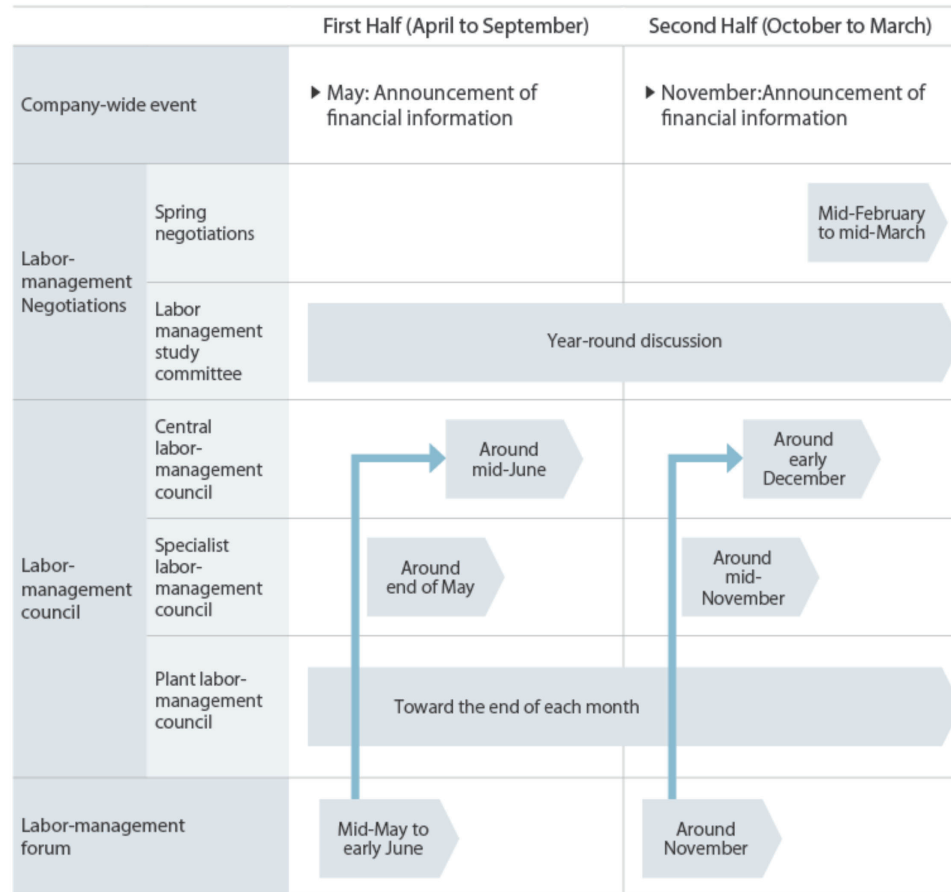 First Half (April to September)
Second Half (October to March)
Company-wide event
▶ May: Announcement of
financial information
▶ November:Announcement of
financial information
Labor-
management
Negotiations
Spring
negotiations
Mid-February
to mid-March
Labor
management
study
committee
Year-round discussion
Labor-
management
council
Central
labor-
management
council
Around
mid-June
Around
early
December
Specialist
labor-
management
council
Around
end of May
Around
mid-
November
Plant labor-
management
council
Toward the end of each month
Labor-management
forum
Mid-May to
early June
Around
November